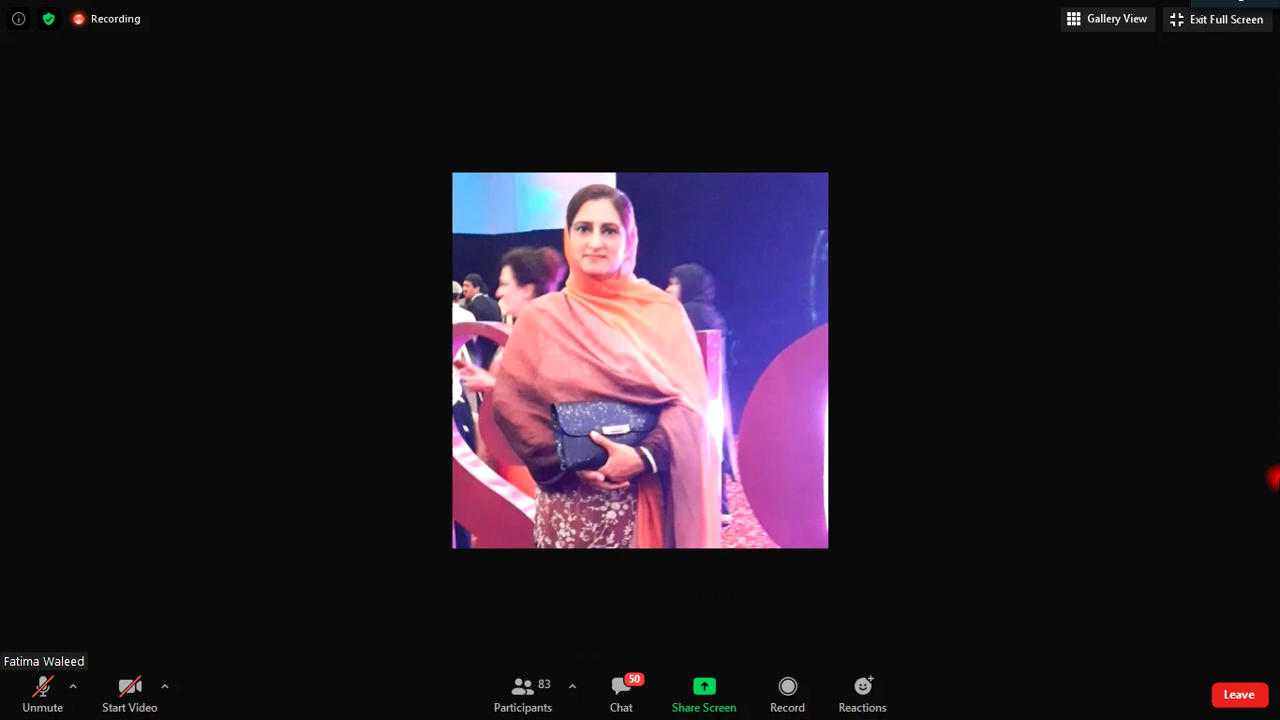 Recording
Gallery View
Exit Full Screen
Fatima Waleed
Unmute
Start Video
83
Participants
50
Chat
Share Screen
Record
Reactions
Leave